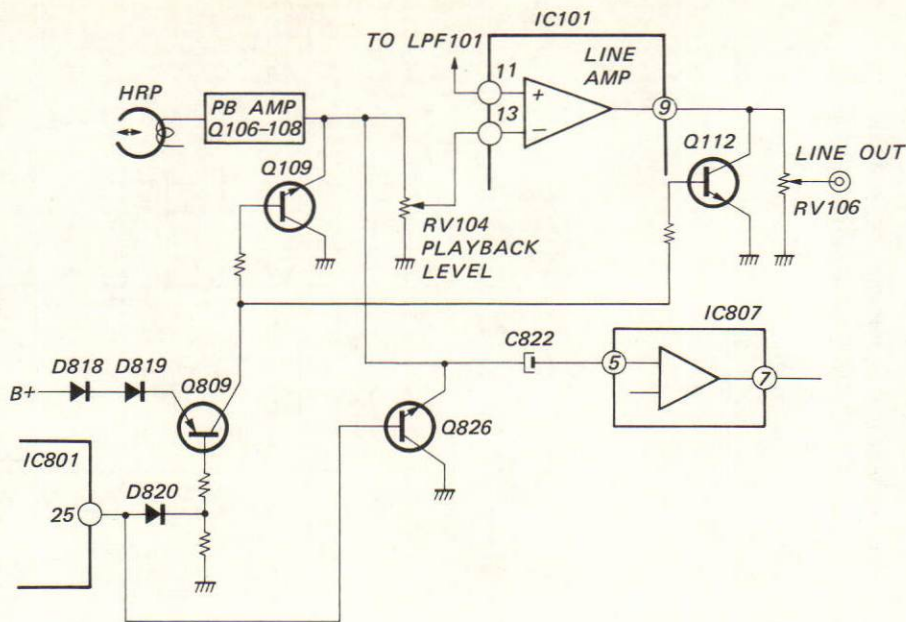 IC101
TO LPF101
LINE
AMP
11
13
+
−
9
HRP
PB AMP
Q106–108
Q109
Q112
LINE OUT
RV106
RV104
PLAYBACK
LEVEL
IC807
C822
5
7
D818
D819
B+
Q809
Q826
IC801
D820
25